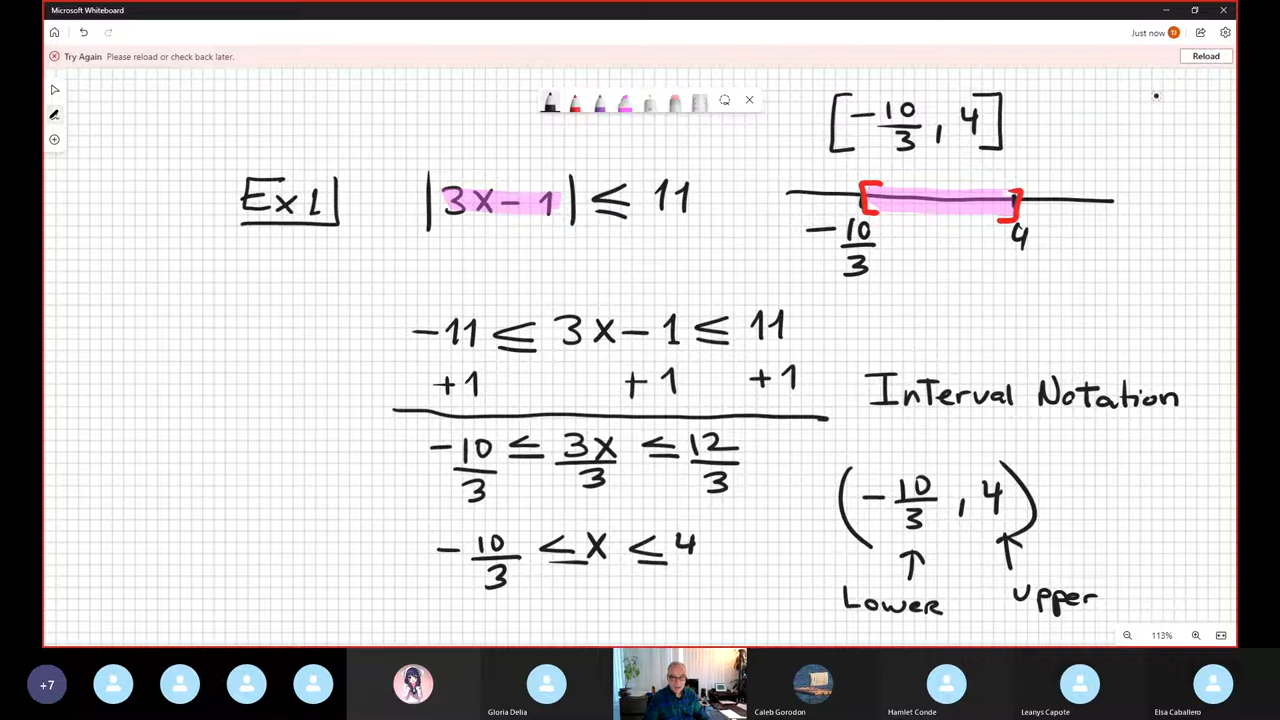 Microsoft Whiteboard
Just now TJ
Try Again Please reload or check back later.
Reload
[-10/3, 4]
Ex1
|3x-1| ≤ 11
-10/3 4
-11 ≤ 3x-1 ≤ 11
+1 +1 +1
Interval Notation
-10/3 ≤ 3x/3 ≤ 12/3
(-10/3, 4)
-10/3 ≤ x ≤ 4
Lower Upper
113%
+7
Gloria Delia
Caleb Gorodon
Hamlet Conde
Leanys Capote
Elsa Caballero